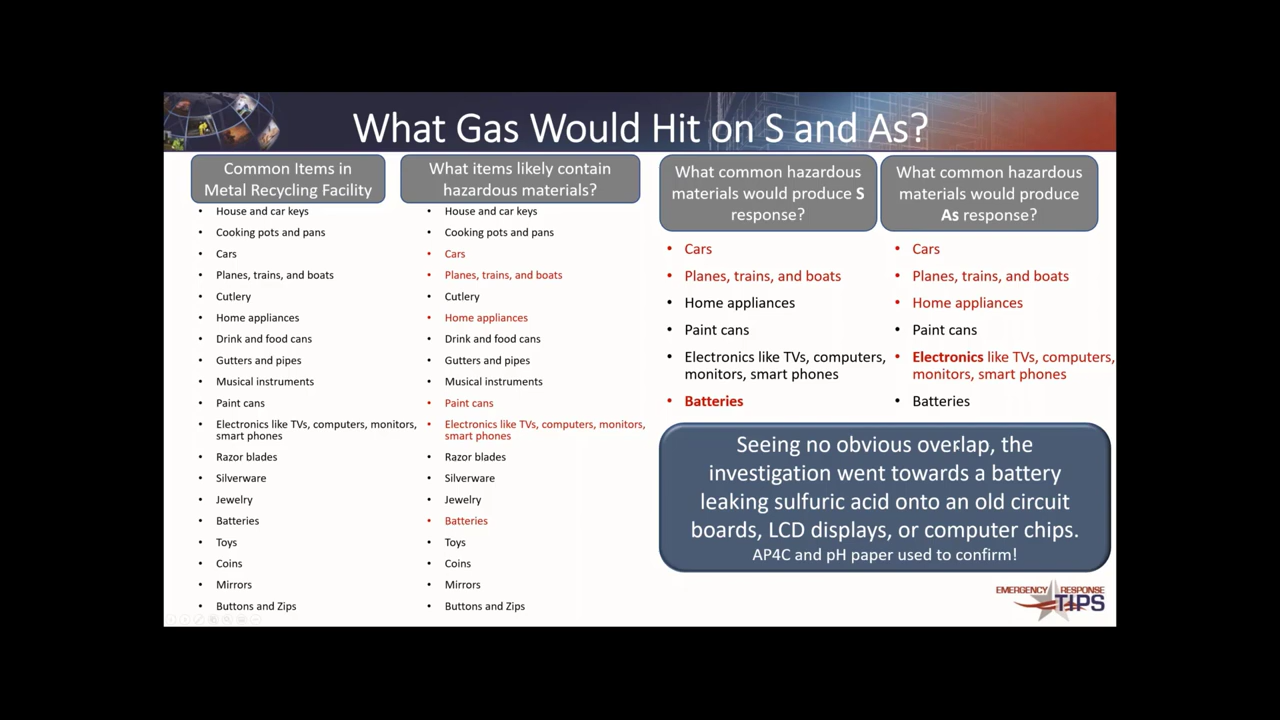 What Gas Would Hit on S and As?
Common Items in
Metal Recycling Facility
House and car keys
Cooking pots and pans
Cars
Planes, trains, and boats
Cutlery
Home appliances
Drink and food cans
Gutters and pipes
Musical instruments
Paint cans
Electronics like TVs, computers, monitors,
smart phones
Razor blades
Silverware
Jewelry
Batteries
Toys
Coins
Mirrors
Buttons and Zips
What items likely contain
hazardous materials?
House and car keys
Cooking pots and pans
Cars
Planes, trains, and boats
Cutlery
Home appliances
Drink and food cans
Gutters and pipes
Musical instruments
Paint cans
Electronics like TVs, computers, monitors,
smart phones
Razor blades
Silverware
Jewelry
Batteries
Toys
Coins
Mirrors
Buttons and Zips
What common hazardous
materials would produce S
response?
Cars
Planes, trains, and boats
Home appliances
Paint cans
Electronics like TVs, computers,
monitors, smart phones
Batteries
What common hazardous
materials would produce
As response?
Cars
Planes, trains, and boats
Home appliances
Paint cans
Electronics like TVs, computers,
monitors, smart phones
Batteries
Seeing no obvious overlap, the
investigation went towards a battery
leaking sulfuric acid onto an old circuit
boards, LCD displays, or computer chips.
AP4C and pH paper used to confirm!
EMERGENCY RESPONSE
TIPS